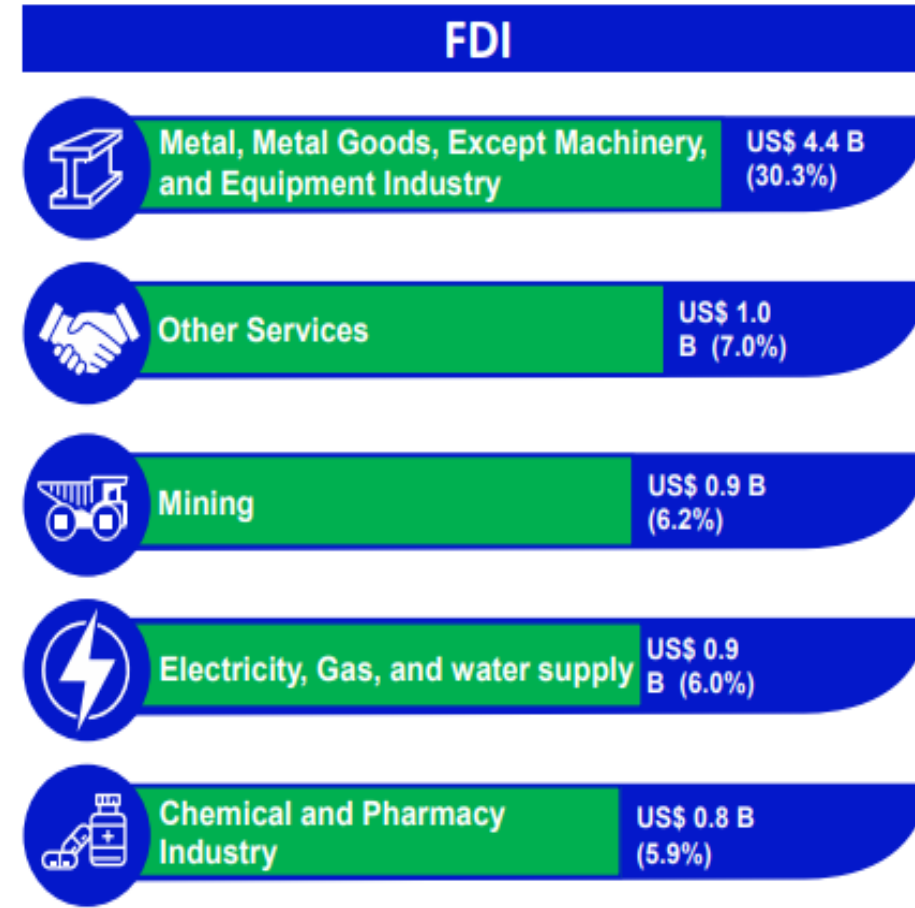 FDI
Metal, Metal Goods, Except Machinery,
and Equipment Industry
US$ 4.4 B
(30.3%)
Other Services
US$ 1.0
B (7.0%)
Mining
US$ 0.9 B
(6.2%)
Electricity, Gas, and water supply
US$ 0.9
B (6.0%)
Chemical and Pharmacy
Industry
US$ 0.8 B
(5.9%)